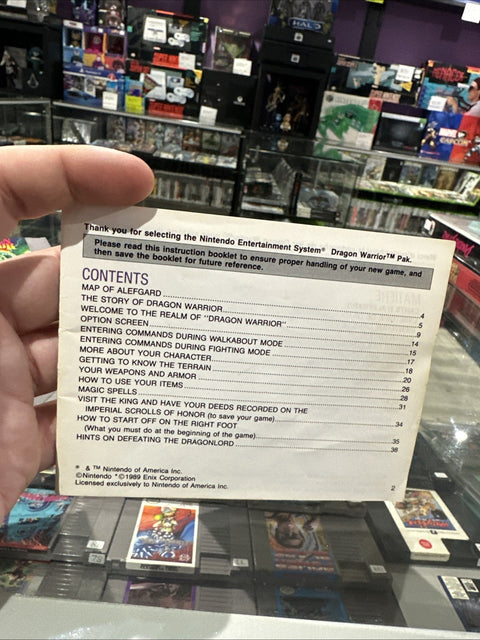 HALO
Thank you for selecting the Nintendo Entertainment System® Dragon Warrior™ Pak.
Please read this instruction booklet to ensure proper handling of your new game, and
then save the booklet for future reference.
CONTENTS
MAP OF ALEFGARD 4
THE STORY OF DRAGON WARRIOR 5
WELCOME TO THE REALM OF "DRAGON WARRIOR" 9
OPTION SCREEN 14
ENTERING COMMANDS DURING WALKABOUT MODE 15
ENTERING COMMANDS DURING FIGHTING MODE 17
MORE ABOUT YOUR CHARACTER 18
GETTING TO KNOW THE TERRAIN 20
YOUR WEAPONS AND ARMOR 26
HOW TO USE YOUR ITEMS 28
MAGIC SPELLS 31
VISIT THE KING AND HAVE YOUR DEEDS RECORDED ON THE
IMPERIAL SCROLLS OF HONOR (to save your game) 34
HOW TO START OFF ON THE RIGHT FOOT
(What you must do at the beginning of the game) 35
HINTS ON DEFEATING THE DRAGONLORD 38
® & ™ Nintendo of America Inc.
©Nintendo ®©1989 Enix Corporation
Licensed exclusively to Nintendo of America Inc.
2